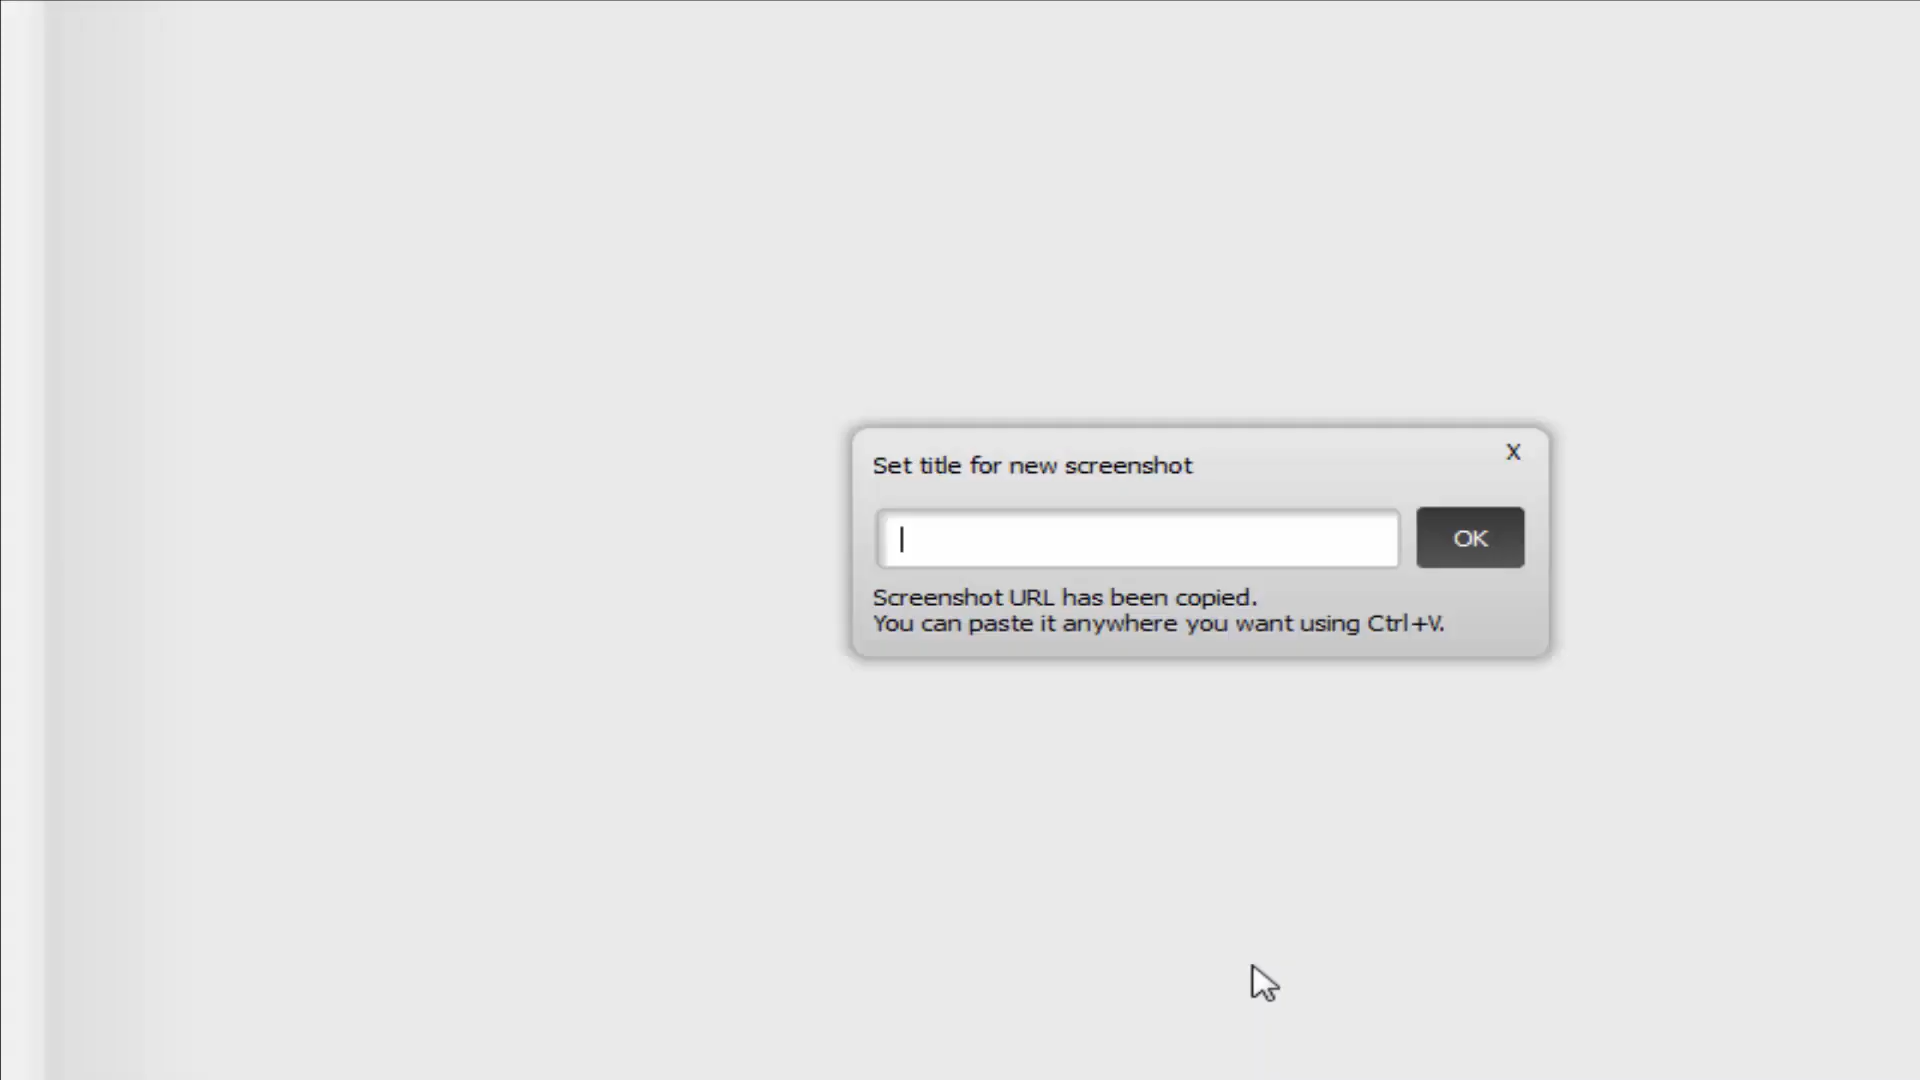 Set title for new screenshot
X
OK
Screenshot URL has been copied.
You can paste it anywhere you want using Ctrl+V.